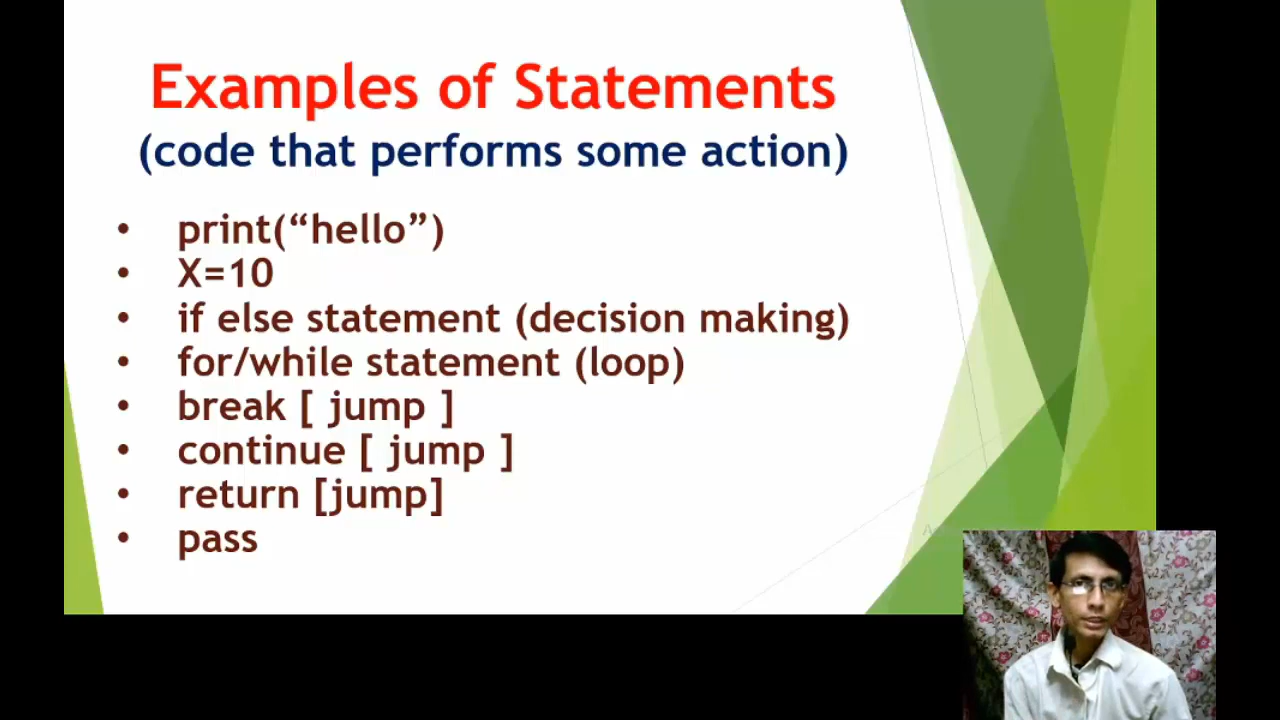 Examples of Statements
(code that performs some action)
• print(“hello”)
• X=10
• if else statement (decision making)
• for/while statement (loop)
• break [ jump ]
• continue [ jump ]
• return [jump]
• pass